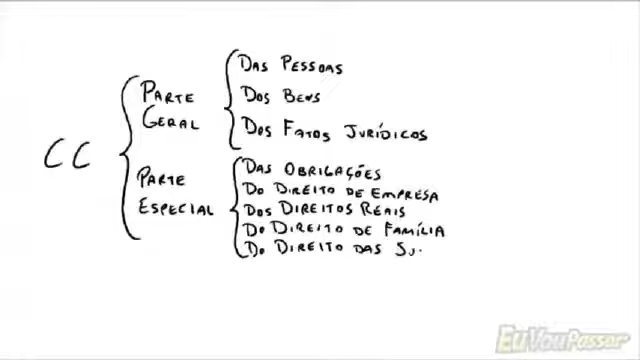 CC
PARTE GERAL
DAS PESSOAS
DOS BENS
DOS FATOS JURÍDICOS
PARTE ESPECIAL
DAS OBRIGAÇÕES
DO DIREITO DE EMPRESA
DOS DIREITOS REAIS
DO DIREITO DE FAMÍLIA
DO DIREITO DAS SU
EuVouPassar